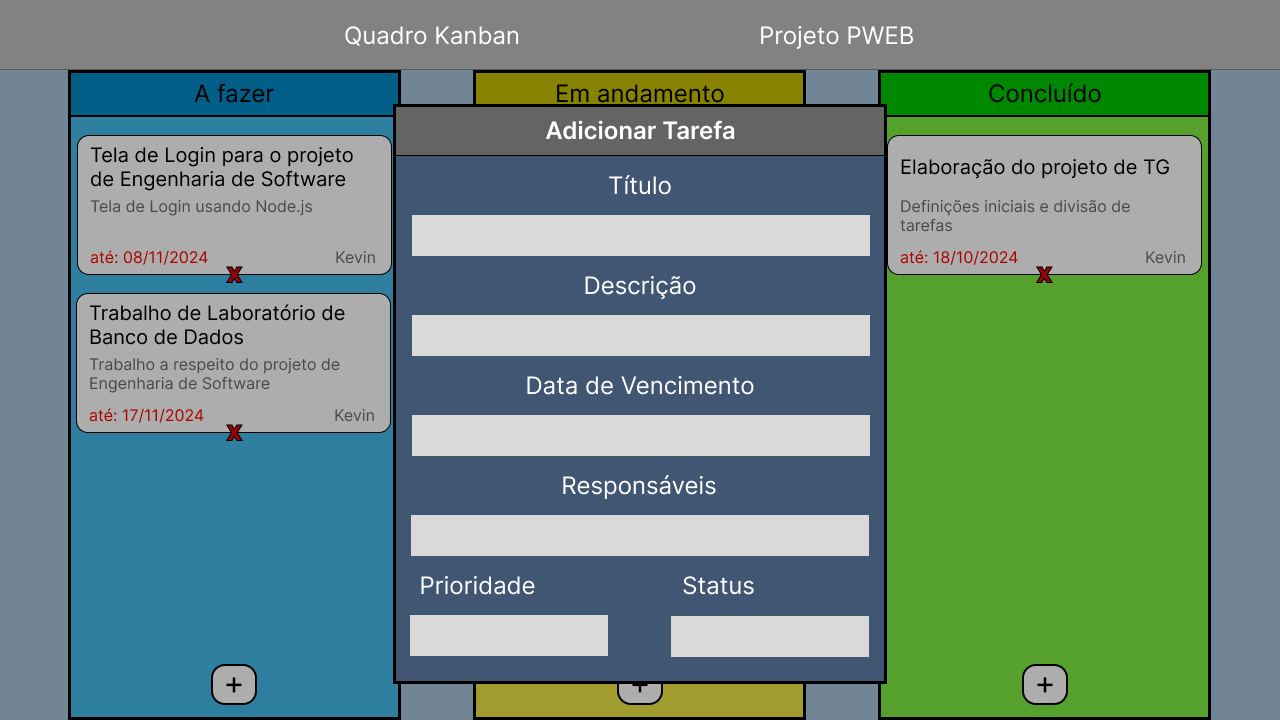 Quadro Kanban
Projeto PWEB
A fazer
Em andamento
Concluído
Tela de Login para o projeto
de Engenharia de Software
Tela de Login usando Node.js
até: 08/11/2024
Kevin
X
Trabalho de Laboratório de
Banco de Dados
Trabalho a respeito do projeto de
Engenharia de Software
até: 17/11/2024
Kevin
X
+
Adicionar Tarefa
Título
Descrição
Data de Vencimento
Responsáveis
Prioridade
Status
+
Elaboração do projeto de TG
Definições iniciais e divisão de
tarefas
até: 18/10/2024
Kevin
X
+